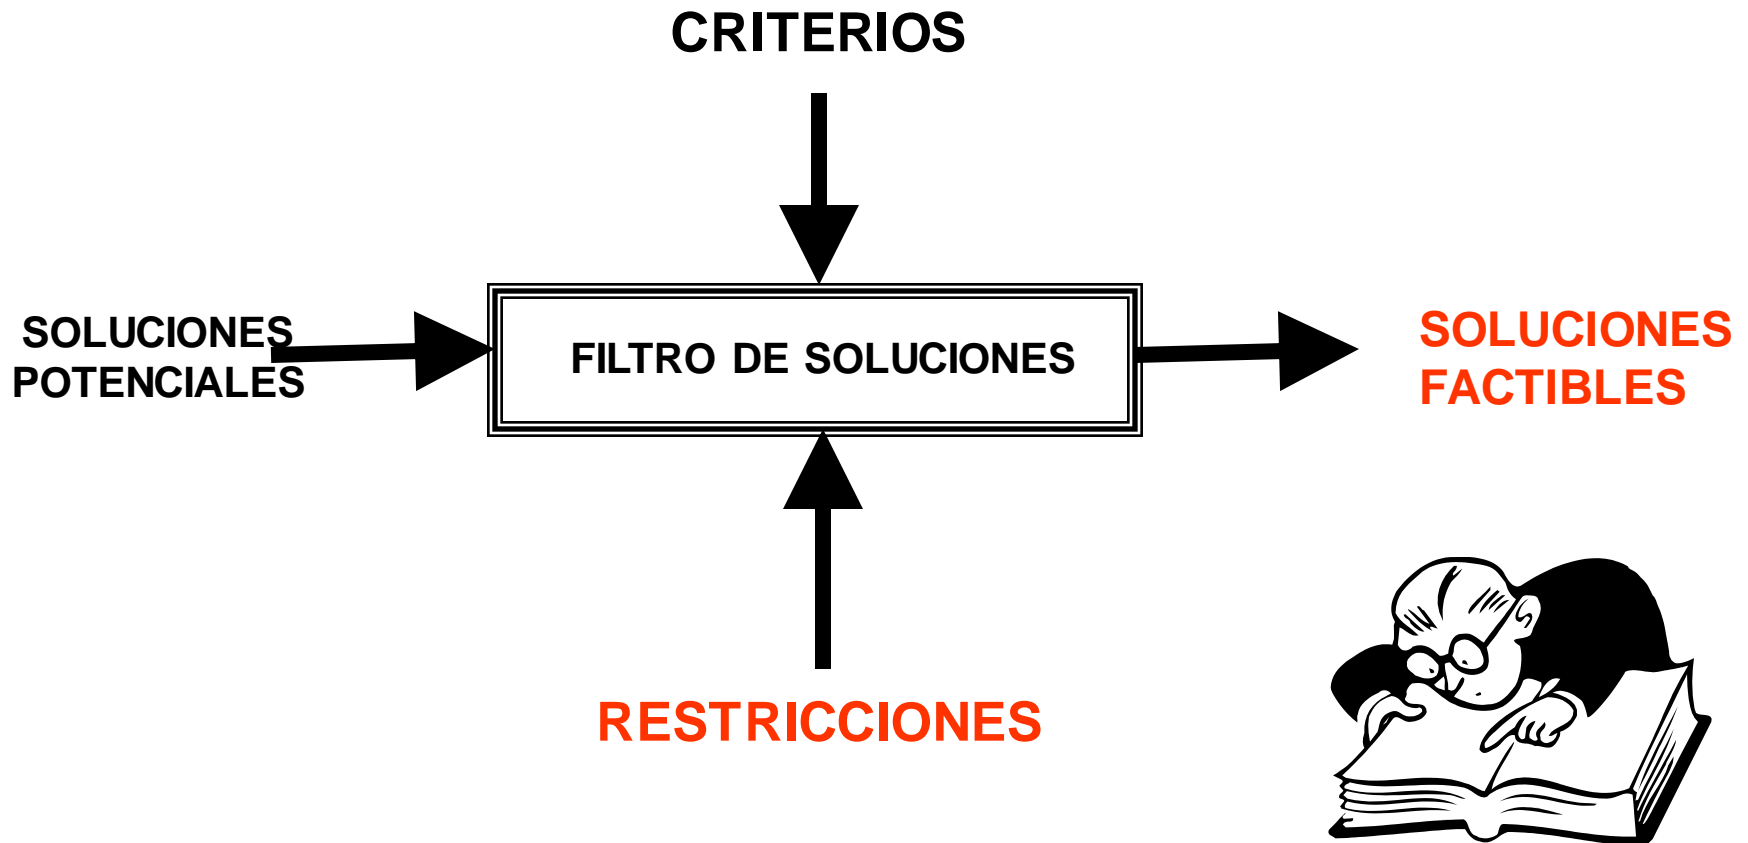 CRITERIOS
SOLUCIONES
POTENCIALES
FILTRO DE SOLUCIONES
SOLUCIONES
FACTIBLES
RESTRICCIONES